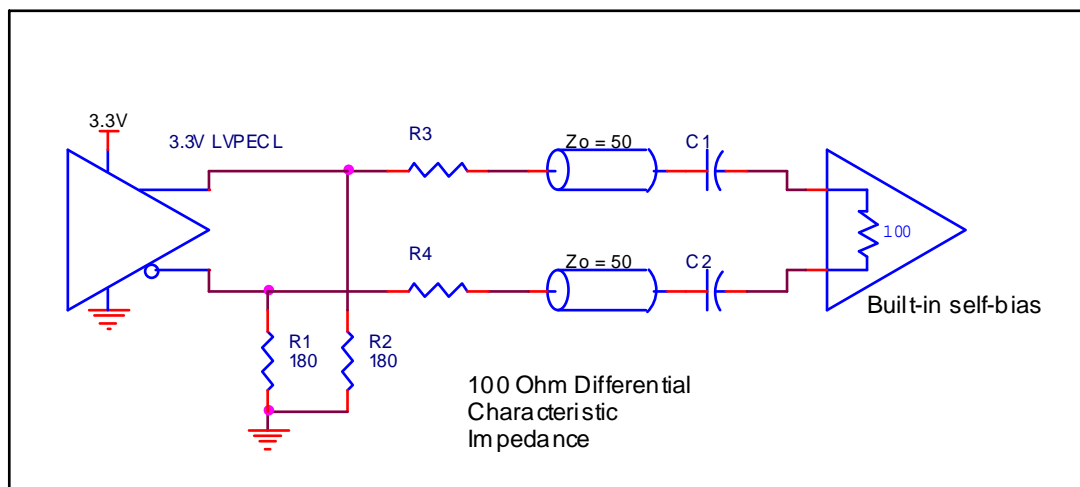 3.3V
3.3V LVPECL
R3
Zo = 50
C1
100
R4
Zo = 50
C2
Built-in self-bias
R1
180
R2
180
100 Ohm Differential
Characteristic
Impedance